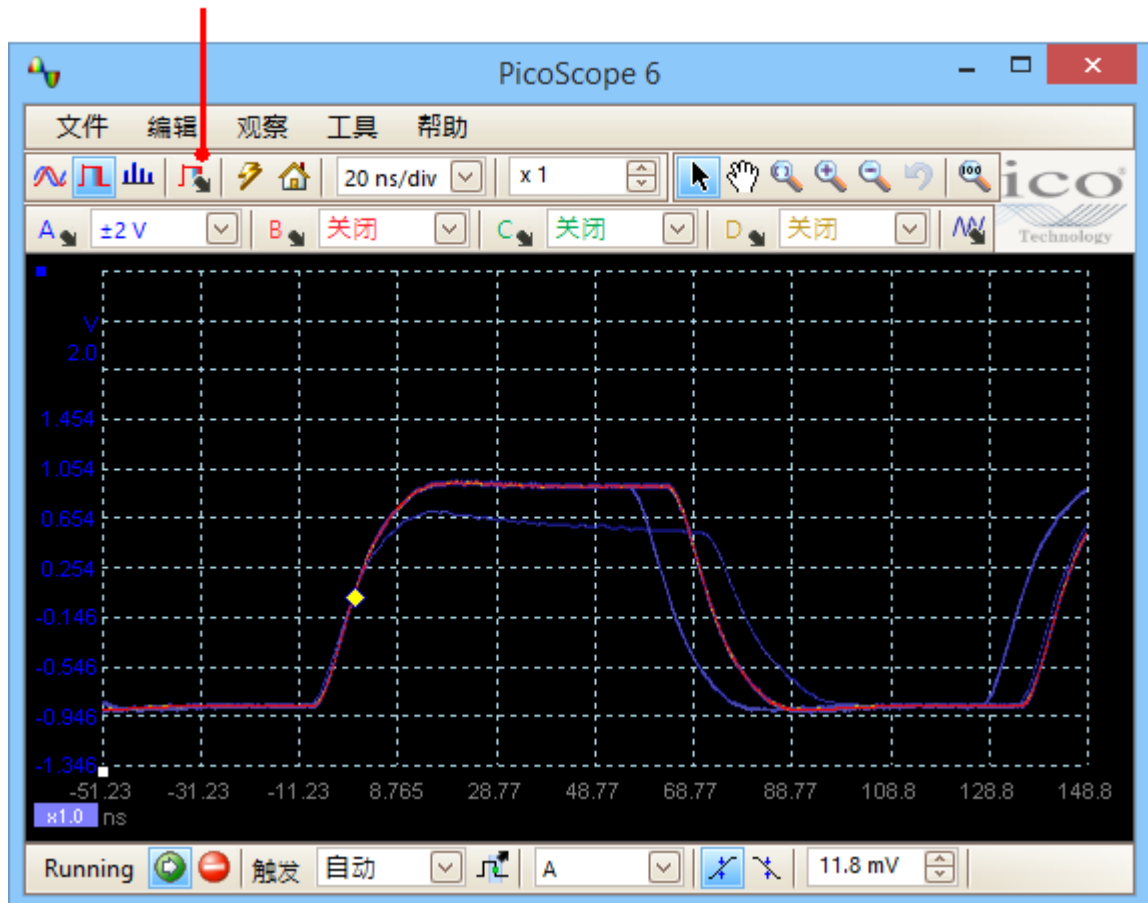 PicoScope 6
文件 编辑 观察 工具 帮助
20 ns/div x 1 100 ico
A ±2 V B 关闭 C 关闭 D 关闭 Technology
V
2.0
1.454
1.054
0.654
0.254
-0.146
-0.546
-0.946
-1.346
-51.23 -31.23 -11.23 8.765 28.77 48.77 68.77 88.77 108.8 128.8 148.8
x1.0 ns
Running 触发 自动 A 11.8 mV